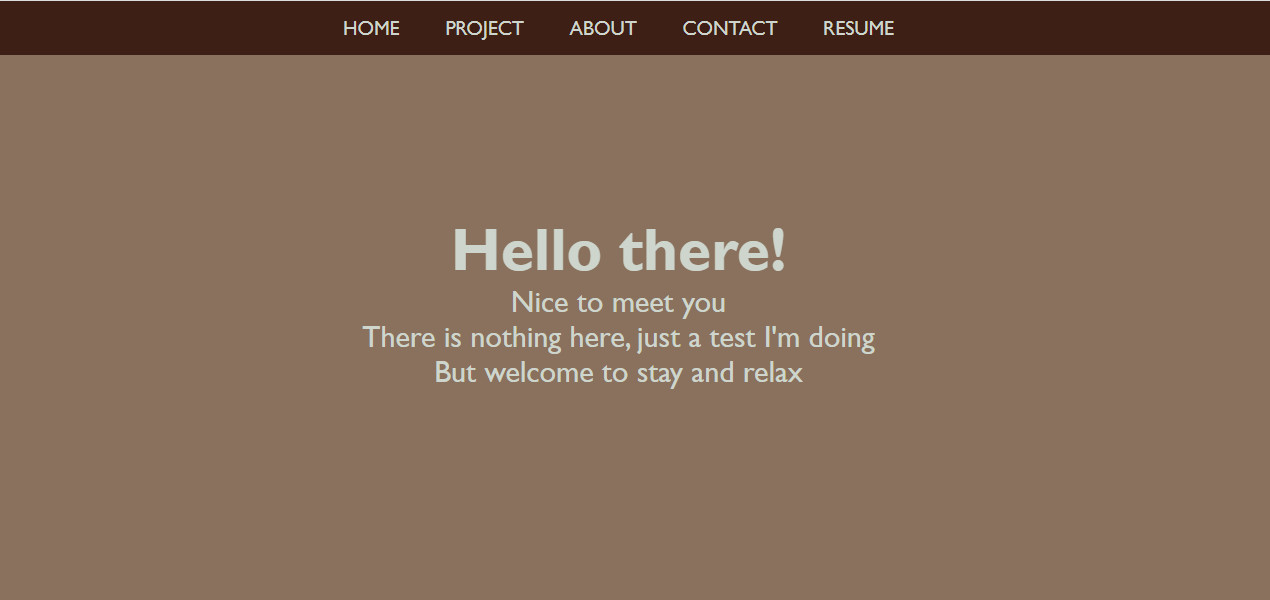 HOME PROJECT ABOUT CONTACT RESUME
Hello there!
Nice to meet you
There is nothing here, just a test I'm doing
But welcome to stay and relax